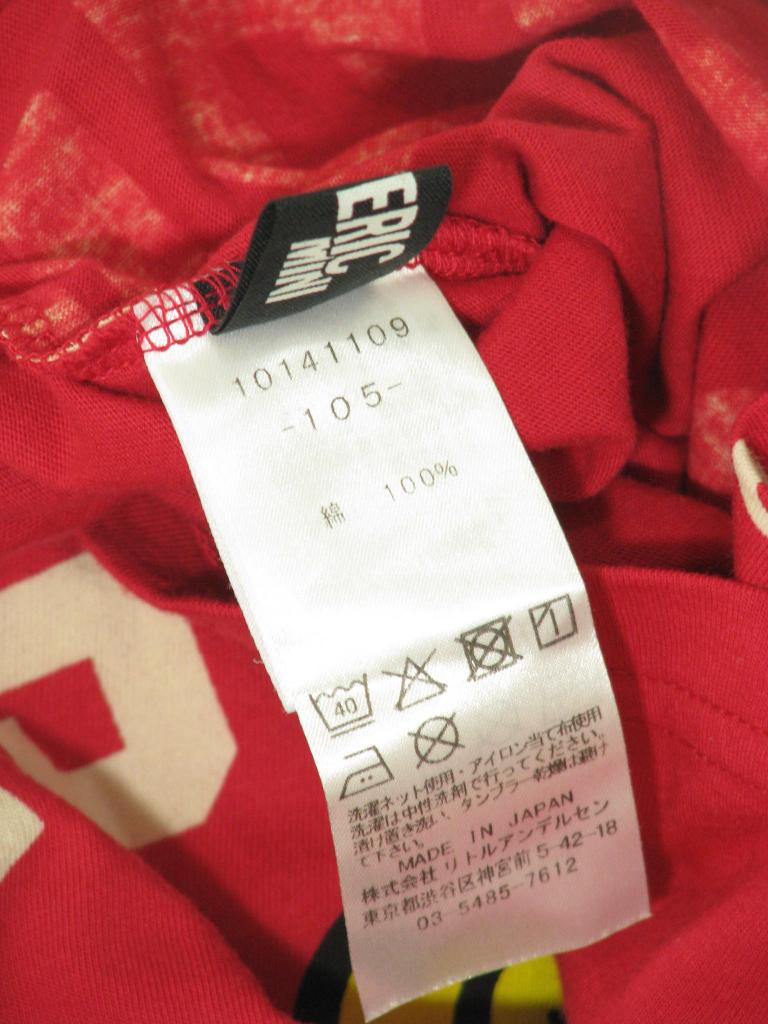 ERIC
MINI
10141109
-105-
綿 100%
40
洗濯ネット使用・アイロン当て布使用
洗濯は中性洗剤で行ってください。
漬け置き洗い、タンブラー乾燥は避け
て下さい。
MADE IN JAPAN
株式会社 リトルアンデルセン
東京都渋谷区神宮前 5-42-18
03-5485-7612